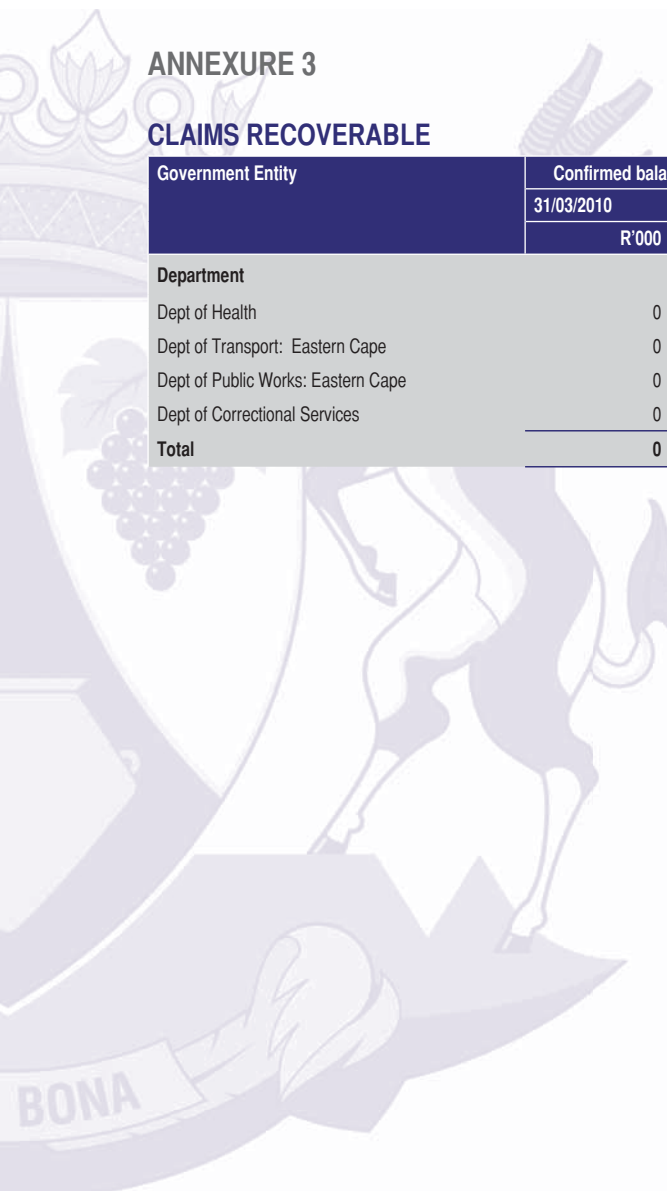 ANNEXURE 3
CLAIMS RECOVERABLE
Government Entity Confirmed bala
31/03/2010
R’000
Department
Dept of Health 0
Dept of Transport: Eastern Cape 0
Dept of Public Works: Eastern Cape 0
Dept of Correctional Services 0
Total 0
BONA